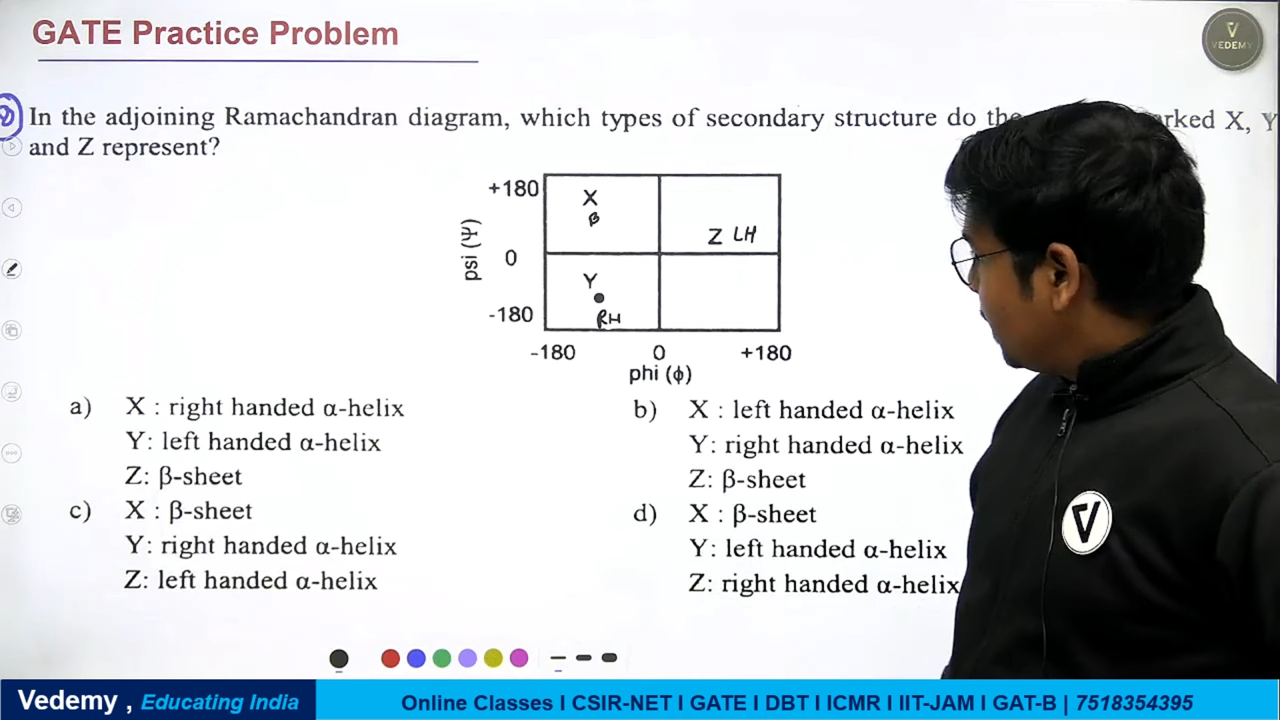 GATE Practice Problem
VEDEMY
In the adjoining Ramachandran diagram, which types of secondary structure do the marked X, Y
and Z represent?
+180
X
β
Z LH
psi (Ψ)
0
Y
RH
-180
-180 0 +180
phi (ϕ)
a) X : right handed α-helix
Y: left handed α-helix
Z: β-sheet
b) X : left handed α-helix
Y: right handed α-helix
Z: β-sheet
c) X : β-sheet
Y: right handed α-helix
Z: left handed α-helix
d) X : β-sheet
Y: left handed α-helix
Z: right handed α-helix
Vedemy , Educating India
Online Classes I CSIR-NET I GATE I DBT I ICMR I IIT-JAM I GAT-B | 7518354395